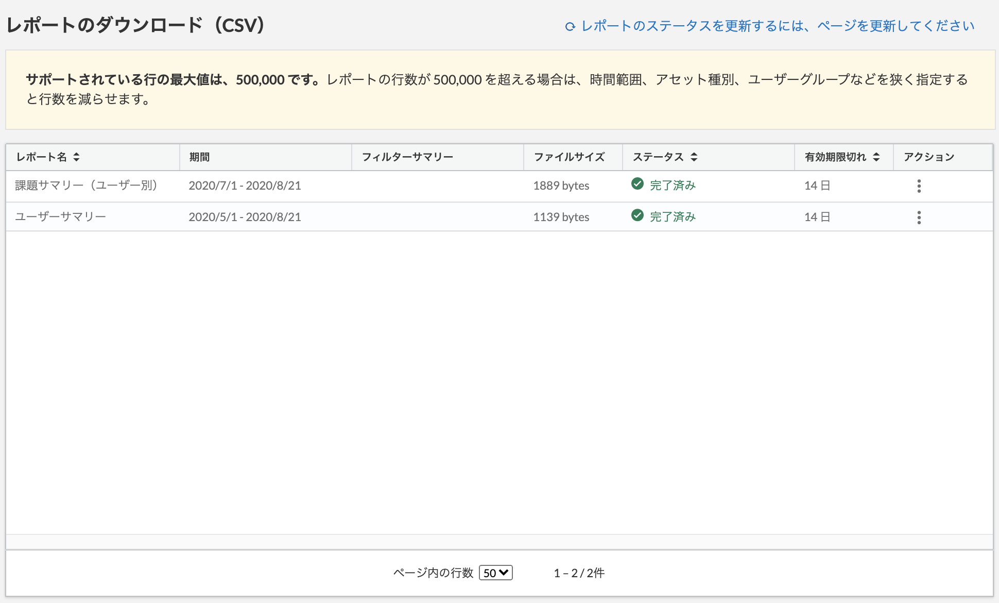 レポートのダウンロード（CSV）
レポートのステータスを更新するには、ページを更新してください
サポートされている行の最大値は、500,000 です。レポートの行数が 500,000 を超える場合は、時間範囲、アセット種別、ユーザーグループなどを狭く指定する
と行数を減らせます。
レポート名 期間 フィルターサマリー ファイルサイズ ステータス 有効期限切れ アクション
課題サマリー（ユーザー別） 2020/7/1 - 2020/8/21 1889 bytes 完了済み 14 日
ユーザーサマリー 2020/5/1 - 2020/8/21 1139 bytes 完了済み 14 日
ページ内の行数 50 1 – 2 / 2件